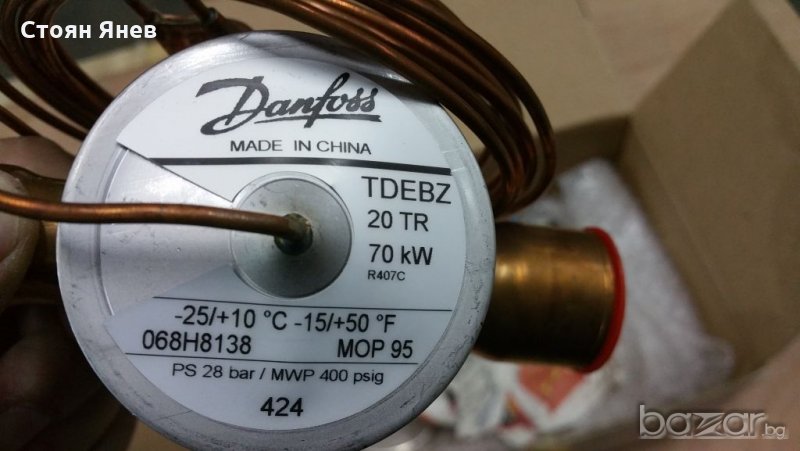 Стоян Янев
Danfoss
MADE IN CHINA
TDEBZ
20 TR
70 kW
R407C
-25/+10 °C -15/+50 °F
068H8138 MOP 95
PS 28 bar / MWP 400 psig
424
bazar.bg